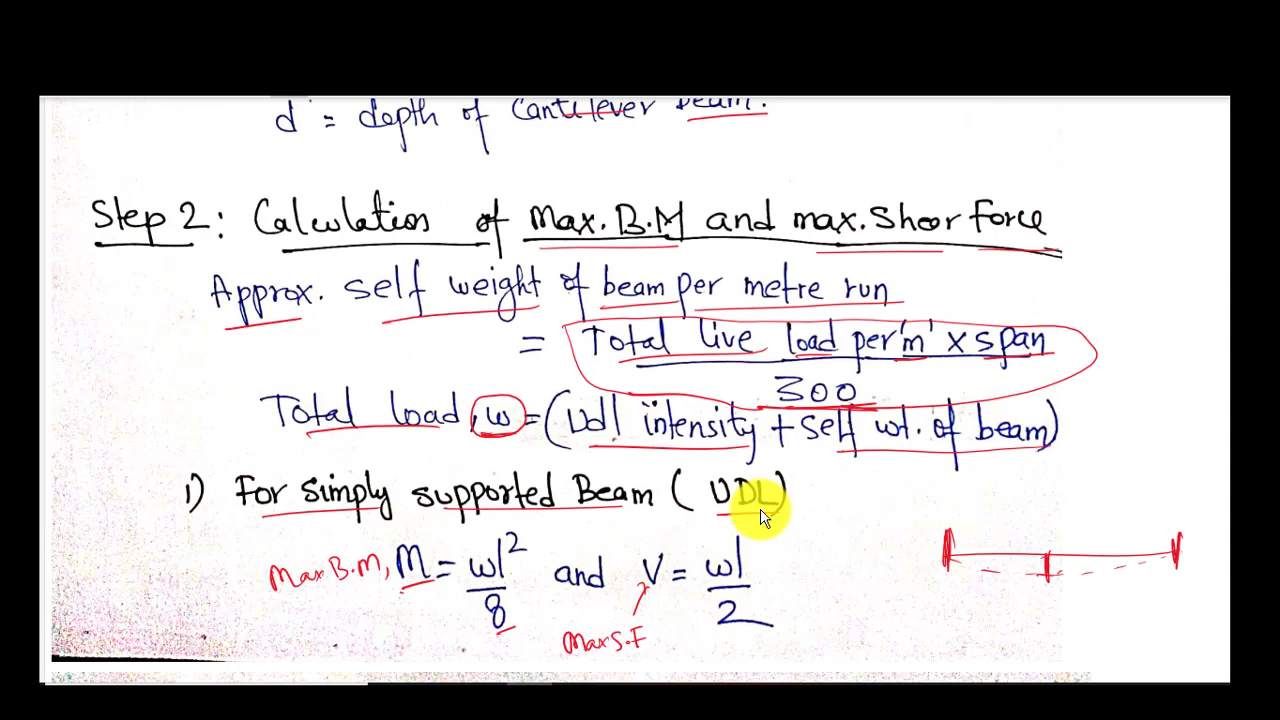 d = depth of Cantilever beam.
Step 2: Calculation of max. B.M and max. Shear Force
Approx. self weight of beam per metre run
= Total live load per 'm' x span
300
Total load, w = (Udl intensity + self wt. of beam)
i) For simply supported Beam (UDL)
Max B.M, M = wl²/8 and V = wl/2
Max S.F